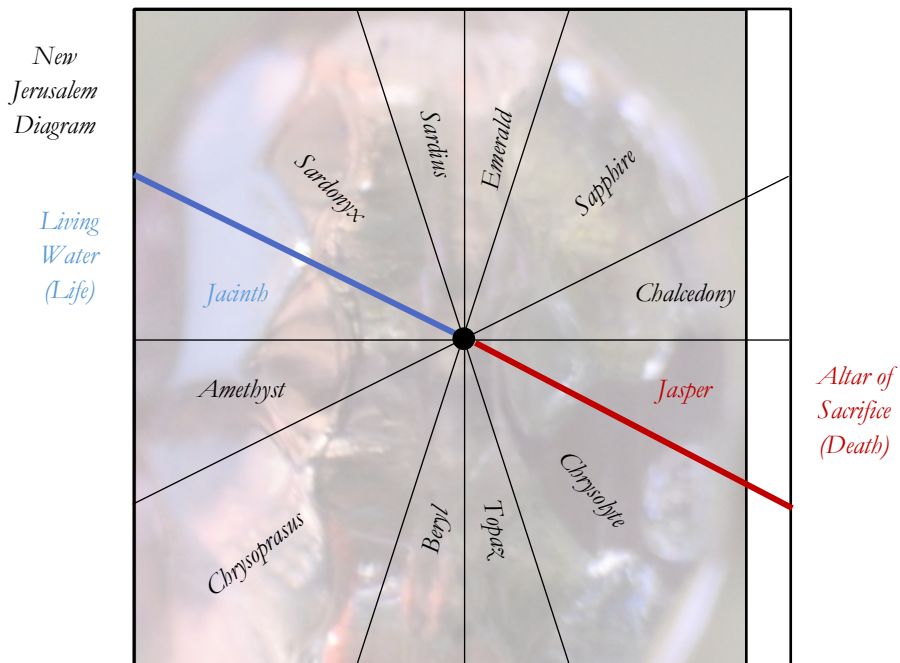 New
Jerusalem
Diagram
Sardius
Emerald
Sardonyx
Sapphire
Living
Water
(Life)
Jacinth
Chalcedony
Amethyst
Jasper
Altar of
Sacrifice
(Death)
Chrysolyte
Chrysoprasus
Beryl
Topaz